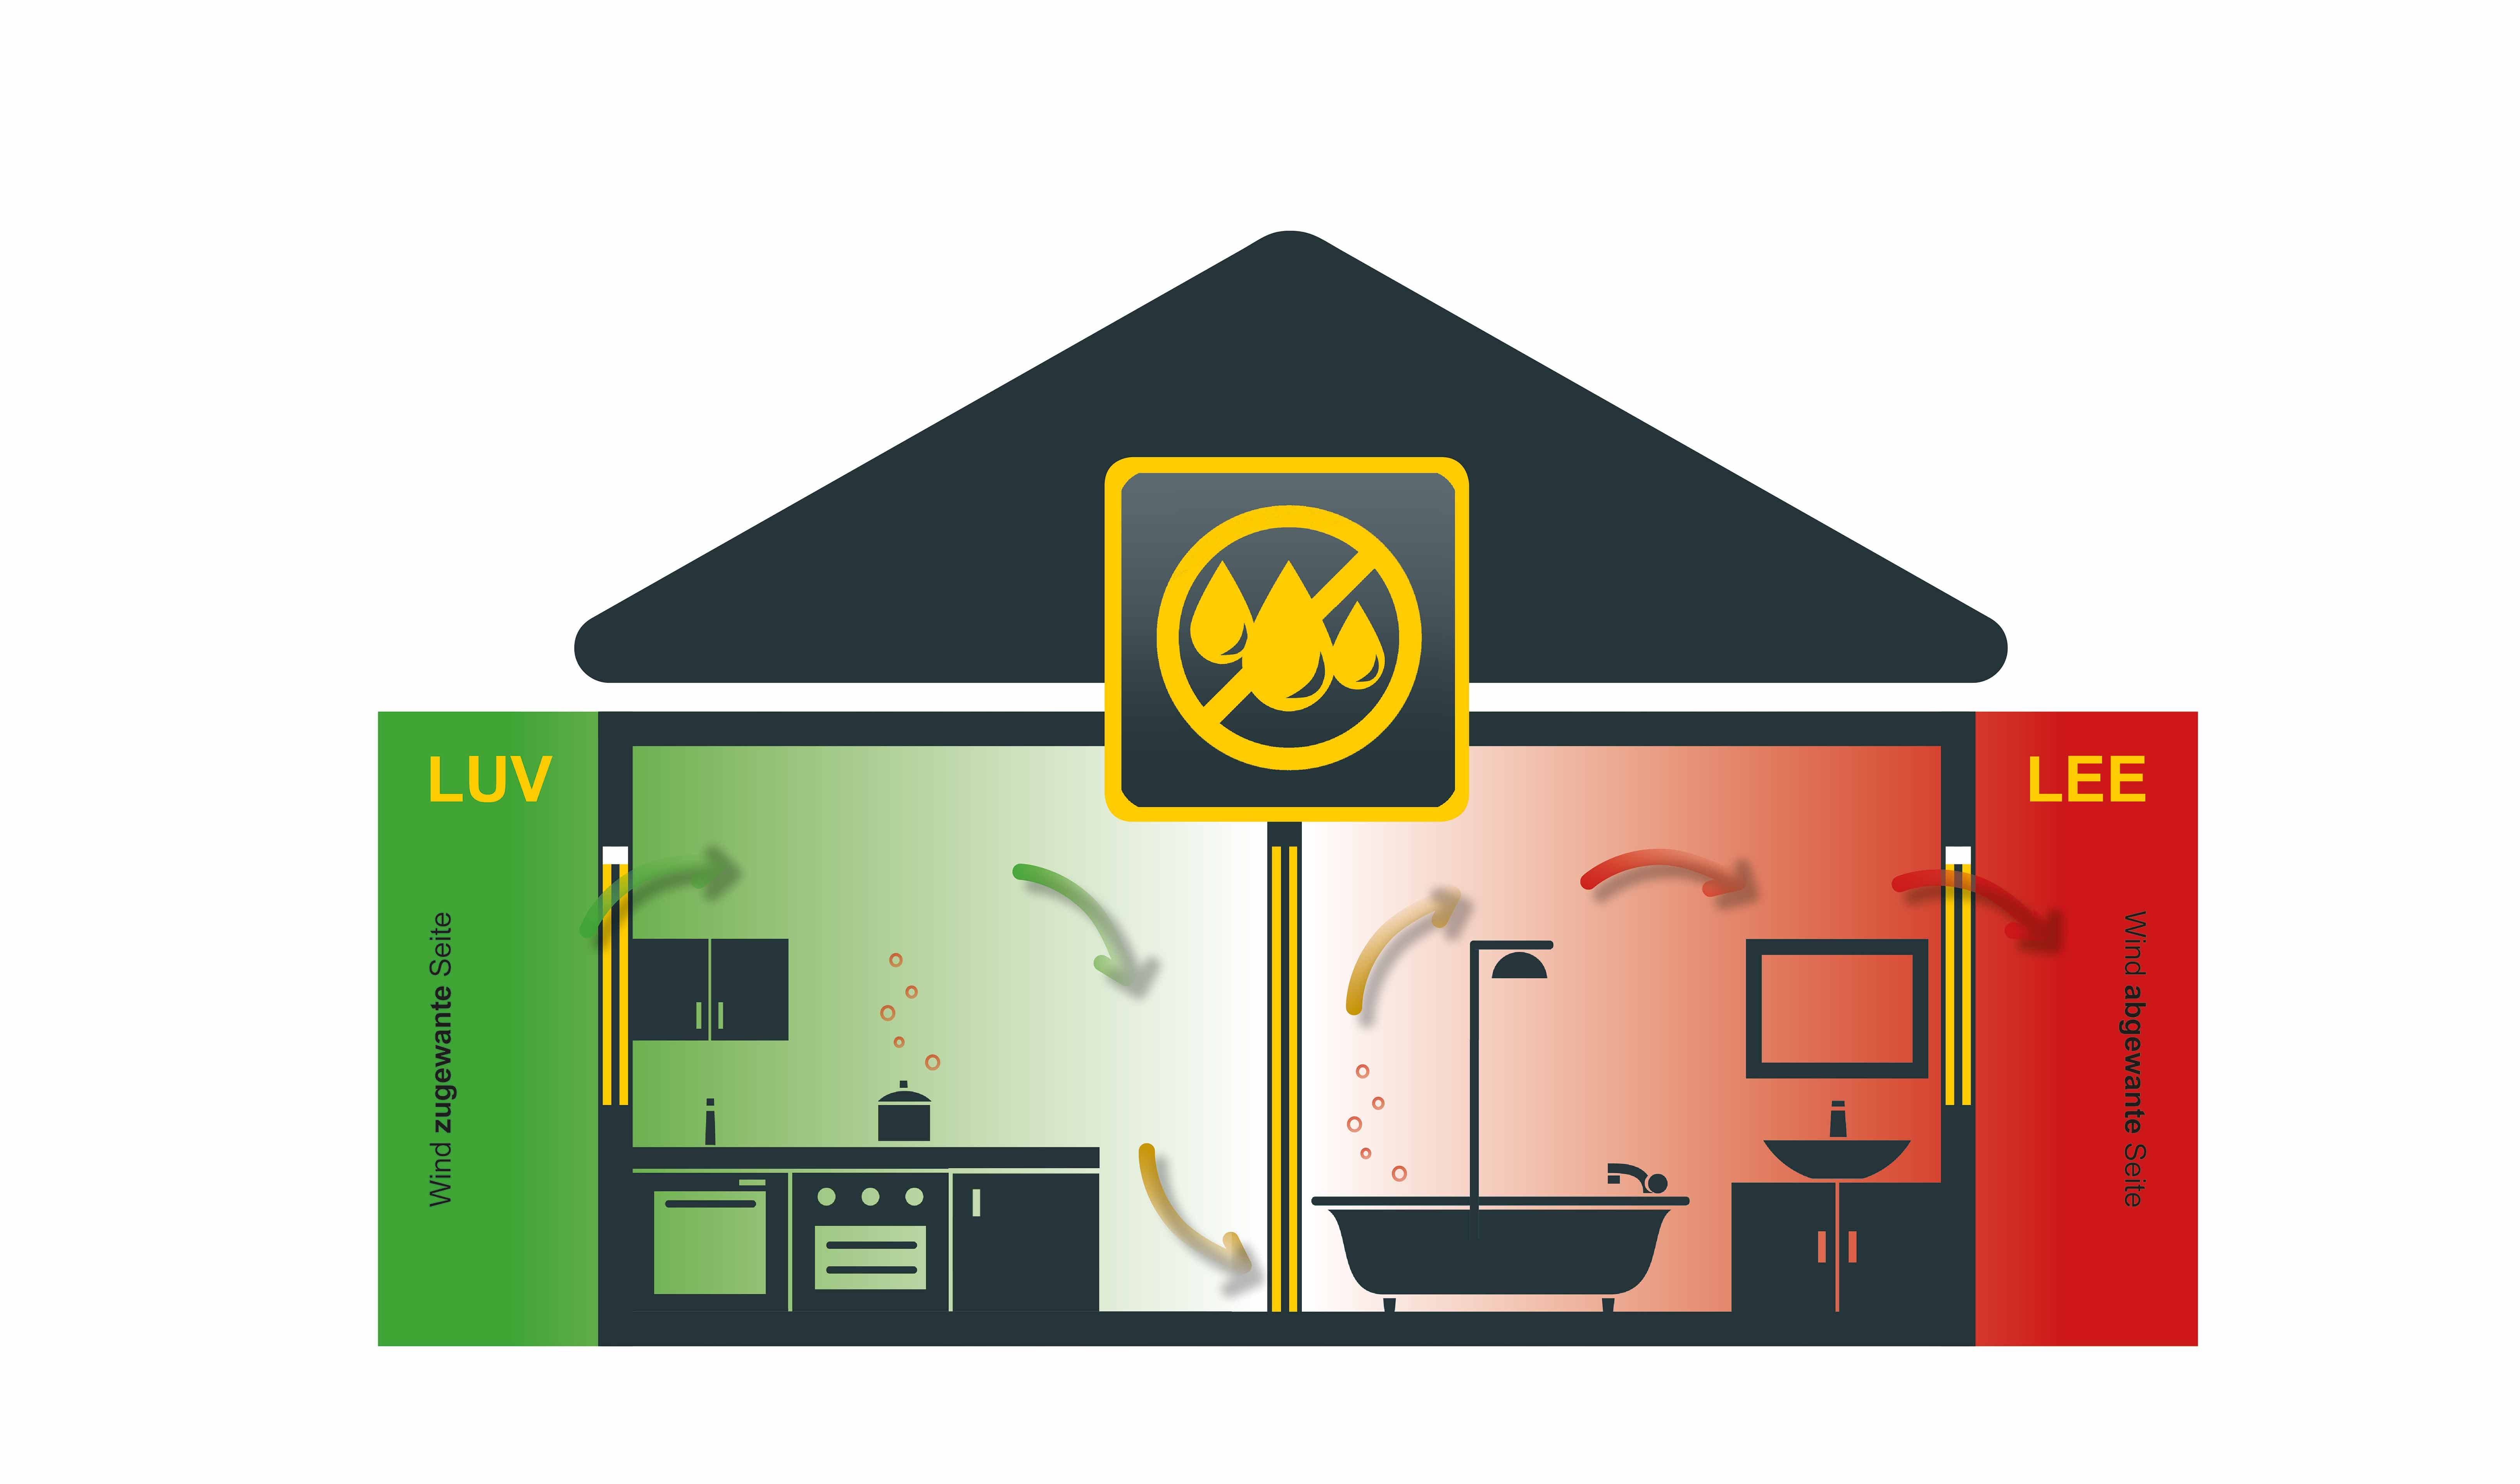 LUV
Wind zugewante Seite
LEE
Wind abgewante Seite